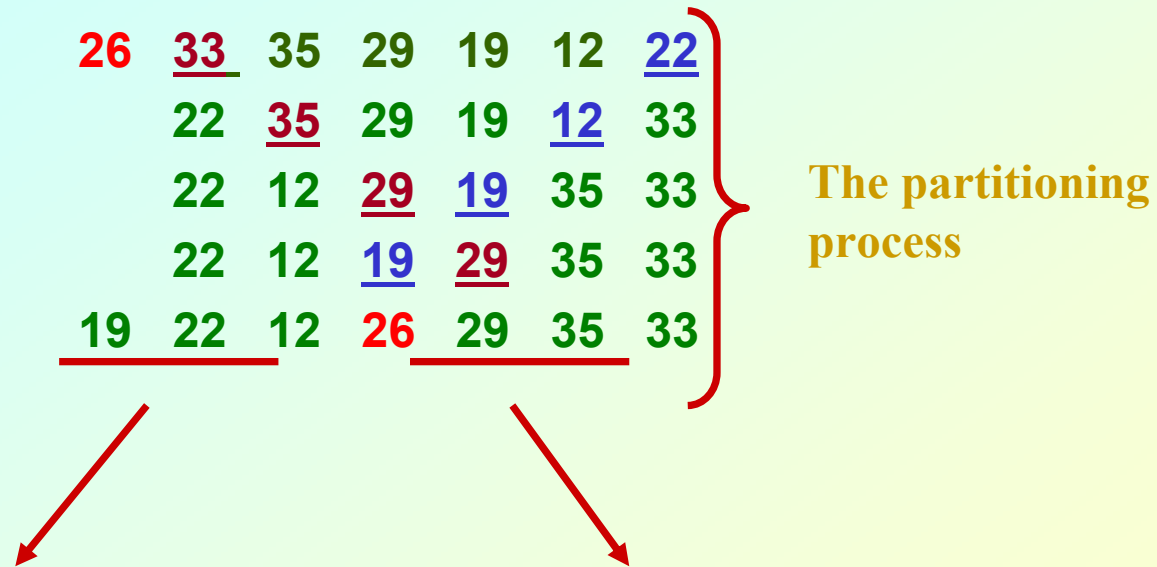 26 33 35 29 19 12 22
22 35 29 19 12 33
22 12 29 19 35 33
22 12 19 29 35 33
19 22 12 26 29 35 33
The partitioning
process